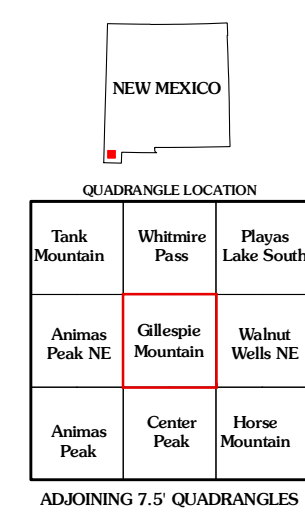 NEW MEXICO
QUADRANGLE LOCATION
Tank Mountain
Whitmire Pass
Playas Lake South
Animas Peak NE
Gillespie Mountain
Walnut Wells NE
Animas Peak
Center Peak
Horse Mountain
ADJOINING 7.5' QUADRANGLES